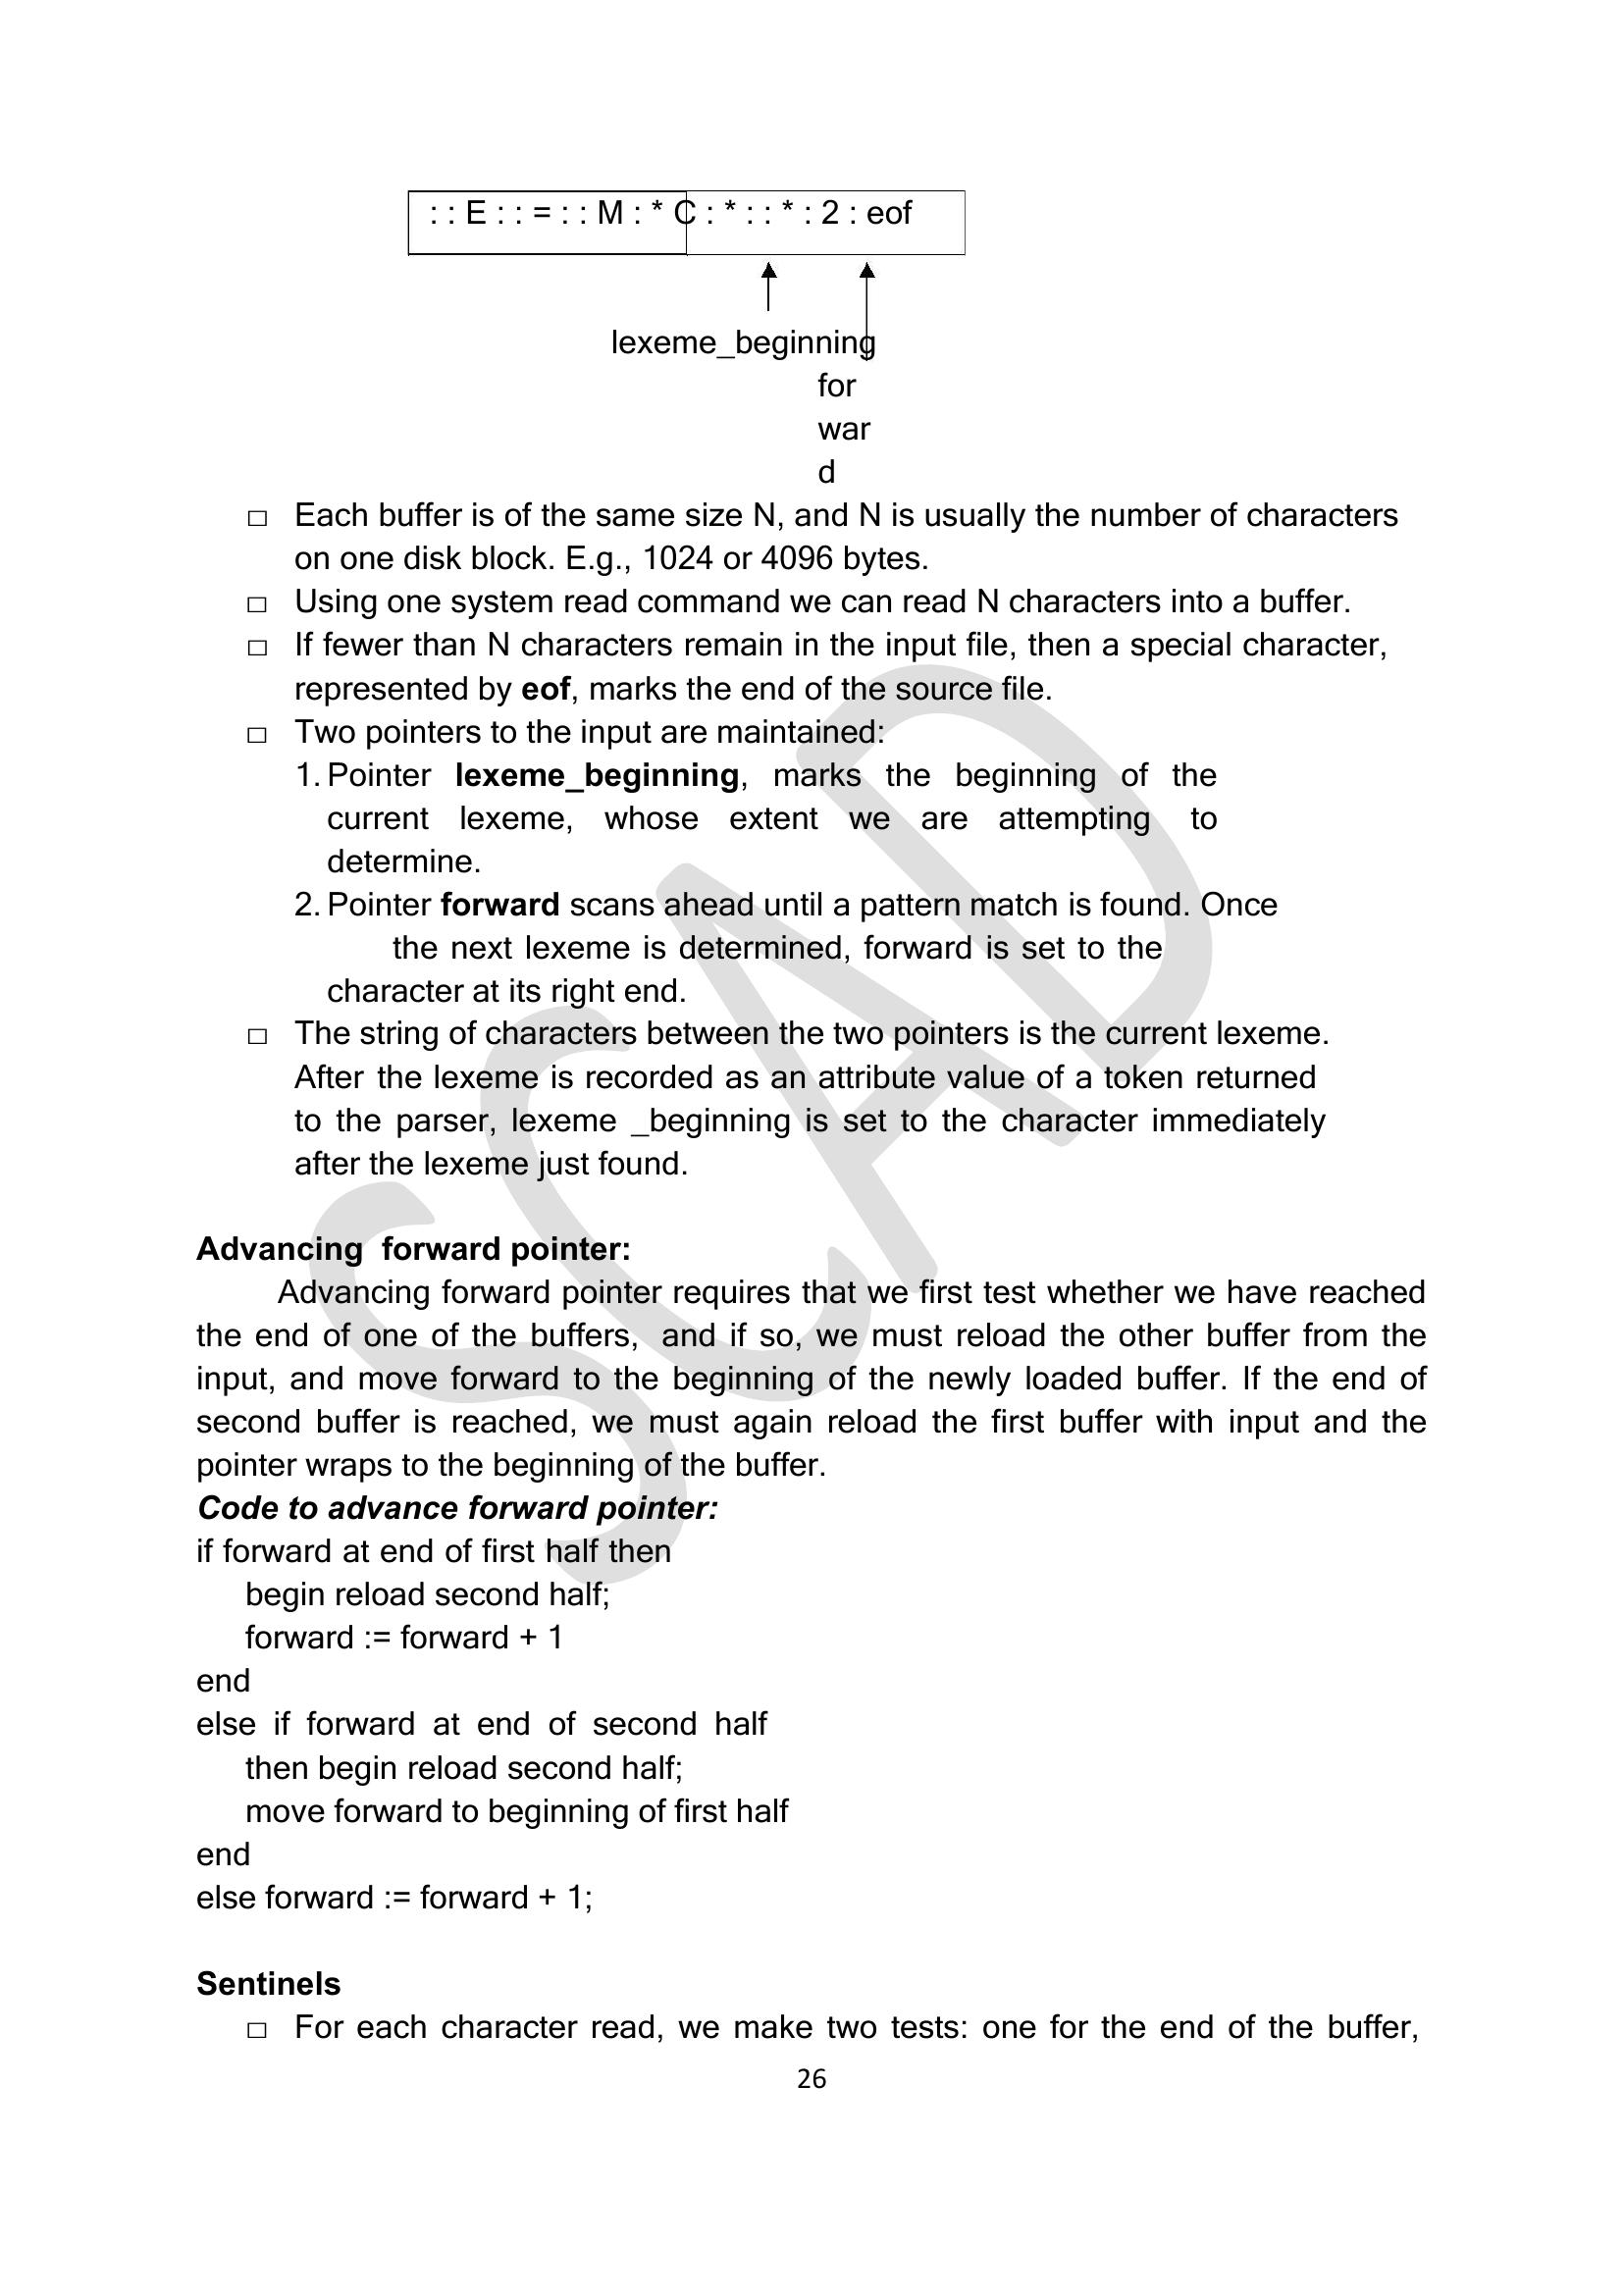 : : E : : = : : M : * C : * : : * : 2 : eof
lexeme_beginning
for
war
d
□ Each buffer is of the same size N, and N is usually the number of characters
on one disk block. E.g., 1024 or 4096 bytes.
□ Using one system read command we can read N characters into a buffer.
□ If fewer than N characters remain in the input file, then a special character,
represented by eof, marks the end of the source file.
□ Two pointers to the input are maintained:
1. Pointer lexeme_beginning, marks the beginning of the
current lexeme, whose extent we are attempting to
determine.
2. Pointer forward scans ahead until a pattern match is found. Once
the next lexeme is determined, forward is set to the
character at its right end.
□ The string of characters between the two pointers is the current lexeme.
After the lexeme is recorded as an attribute value of a token returned
to the parser, lexeme _beginning is set to the character immediately
after the lexeme just found.
Advancing forward pointer:
Advancing forward pointer requires that we first test whether we have reached
the end of one of the buffers, and if so, we must reload the other buffer from the
input, and move forward to the beginning of the newly loaded buffer. If the end of
second buffer is reached, we must again reload the first buffer with input and the
pointer wraps to the beginning of the buffer.
Code to advance forward pointer:
if forward at end of first half then
begin reload second half;
forward := forward + 1
end
else if forward at end of second half
then begin reload second half;
move forward to beginning of first half
end
else forward := forward + 1;
Sentinels
□ For each character read, we make two tests: one for the end of the buffer,
26
SCAD